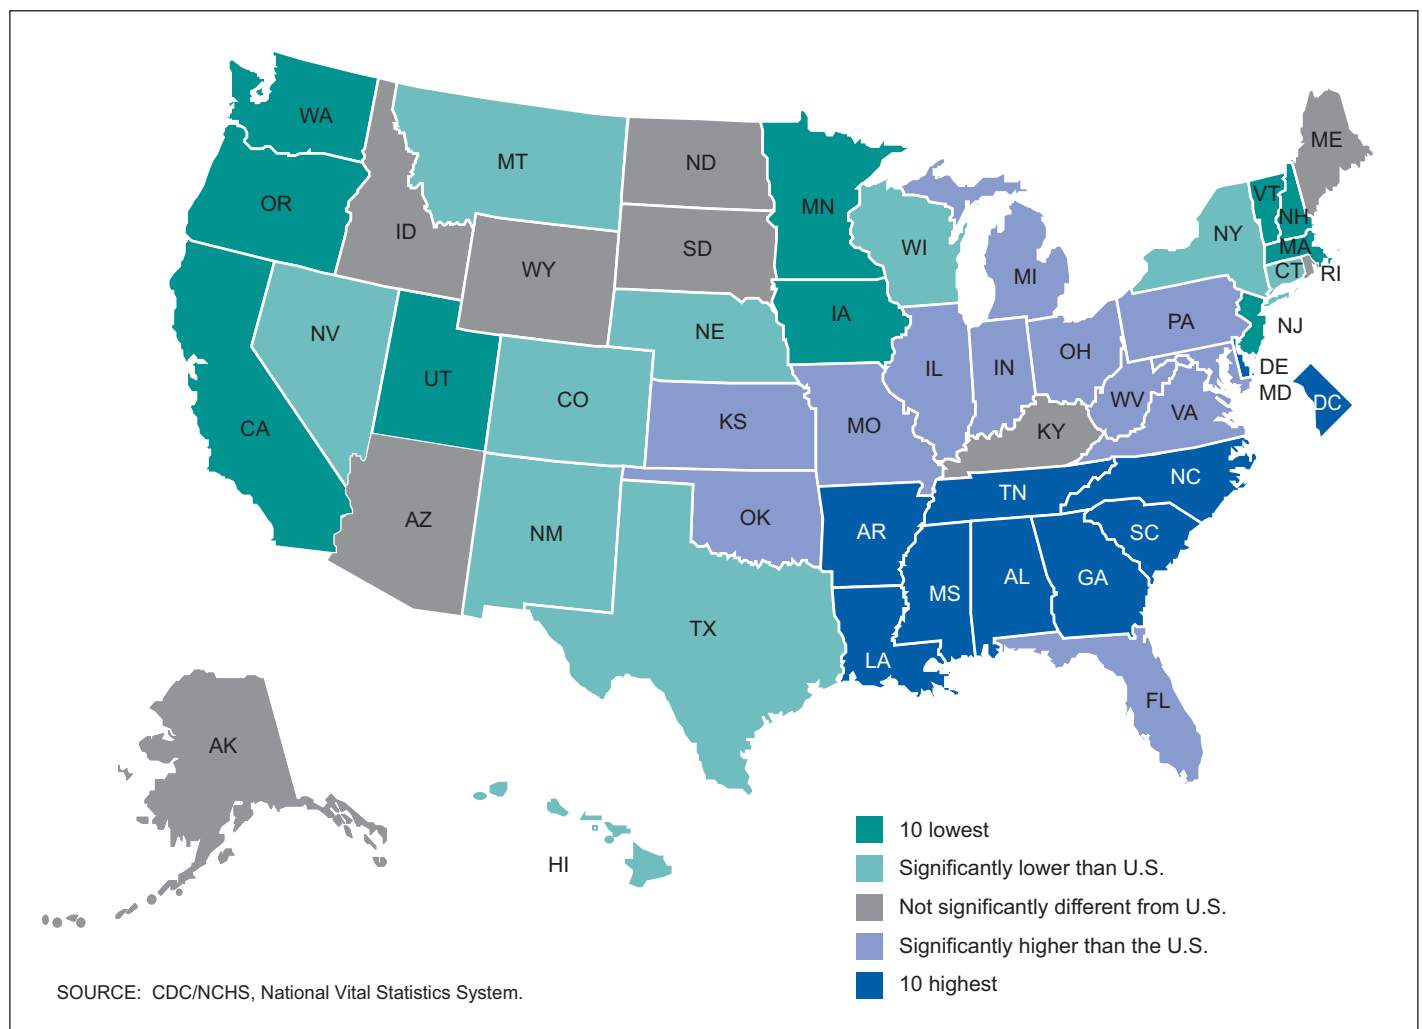 WA
MT
ND
MN
ME
VT
NH
OR
ID
SD
WI
NY
MA
CT
RI
WY
MI
NV
NE
IA
PA
NJ
UT
CO
IL
IN
OH
DE
MD
CA
KS
MO
WV
VA
DC
KY
AZ
NM
OK
AR
TN
NC
SC
MS
AL
GA
TX
LA
FL
AK
HI
10 lowest
Significantly lower than U.S.
Not significantly different from U.S.
Significantly higher than the U.S.
10 highest
SOURCE: CDC/NCHS, National Vital Statistics System.